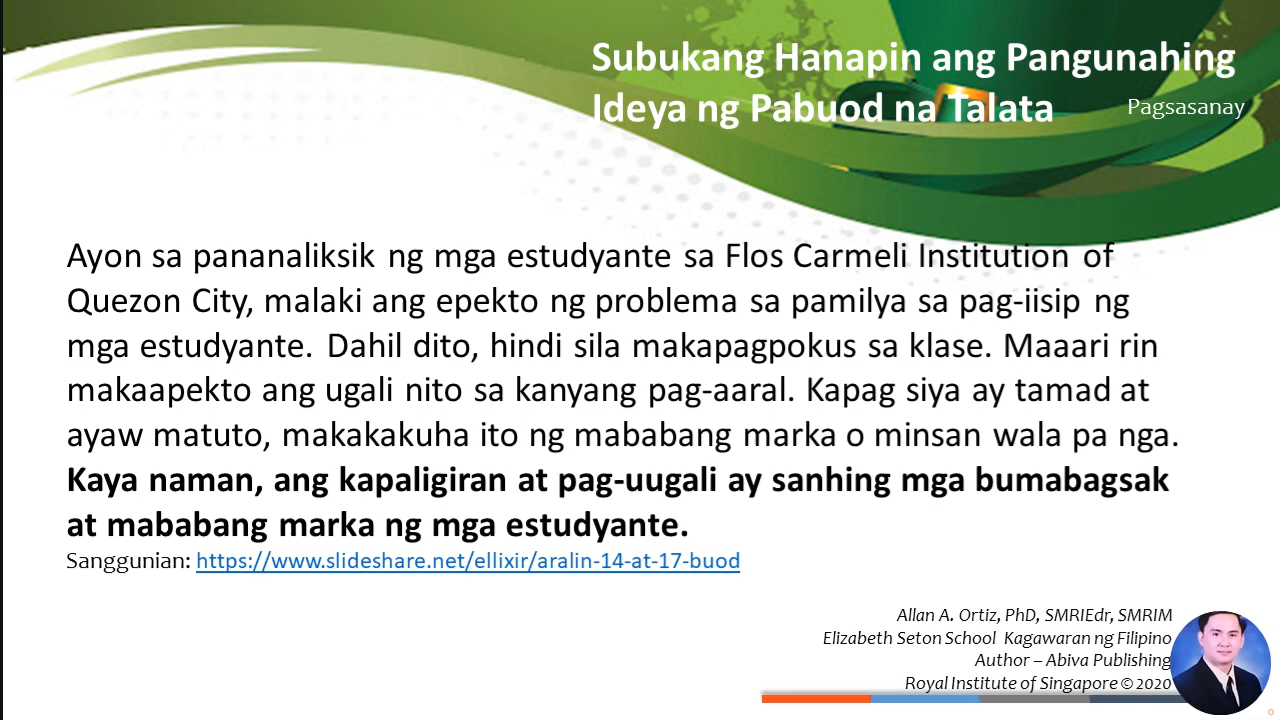 Subukang Hanapin ang Pangunahing
Ideya ng Pabuod na Talata
Pagsasanay
Ayon sa pananaliksik ng mga estudyante sa Flos Carmeli Institution of
Quezon City, malaki ang epekto ng problema sa pamilya sa pag-iisip ng
mga estudyante. Dahil dito, hindi sila makapagpokus sa klase. Maaari rin
makaapekto ang ugali nito sa kanyang pag-aaral. Kapag siya ay tamad at
ayaw matuto, makakakuha ito ng mababang marka o minsan wala pa nga.
Kaya naman, ang kapaligiran at pag-uugali ay sanhing mga bumabagsak
at mababang marka ng mga estudyante.
Sanggunian: https://www.slideshare.net/ellixir/aralin-14-at-17-buod
Allan A. Ortiz, PhD, SMRIEdr, SMRIM
Elizabeth Seton School Kagawaran ng Filipino
Author – Abiva Publishing
Royal Institute of Singapore © 2020
0